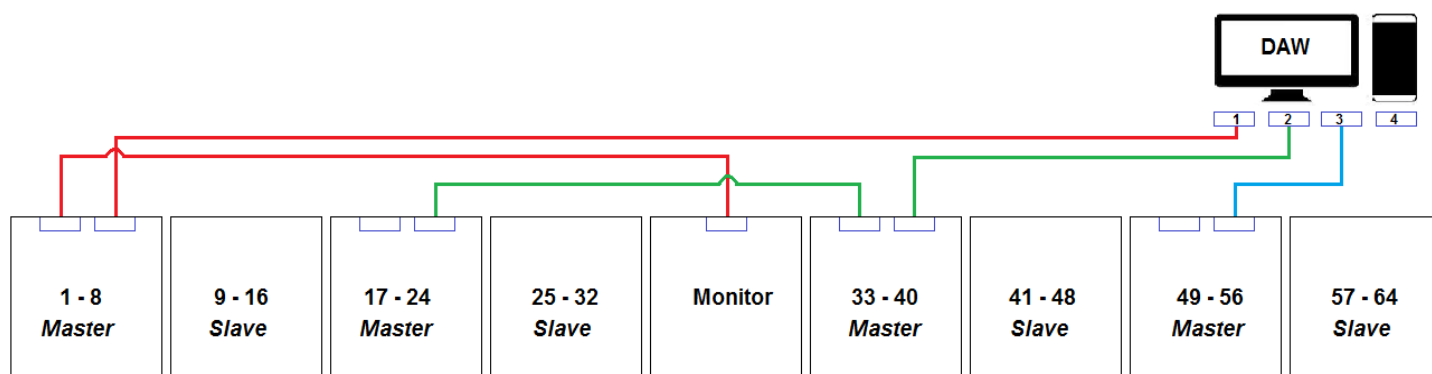 DAW
1 2 3 4
1 - 8
Master
9 - 16
Slave
17 - 24
Master
25 - 32
Slave
Monitor
33 - 40
Master
41 - 48
Slave
49 - 56
Master
57 - 64
Slave